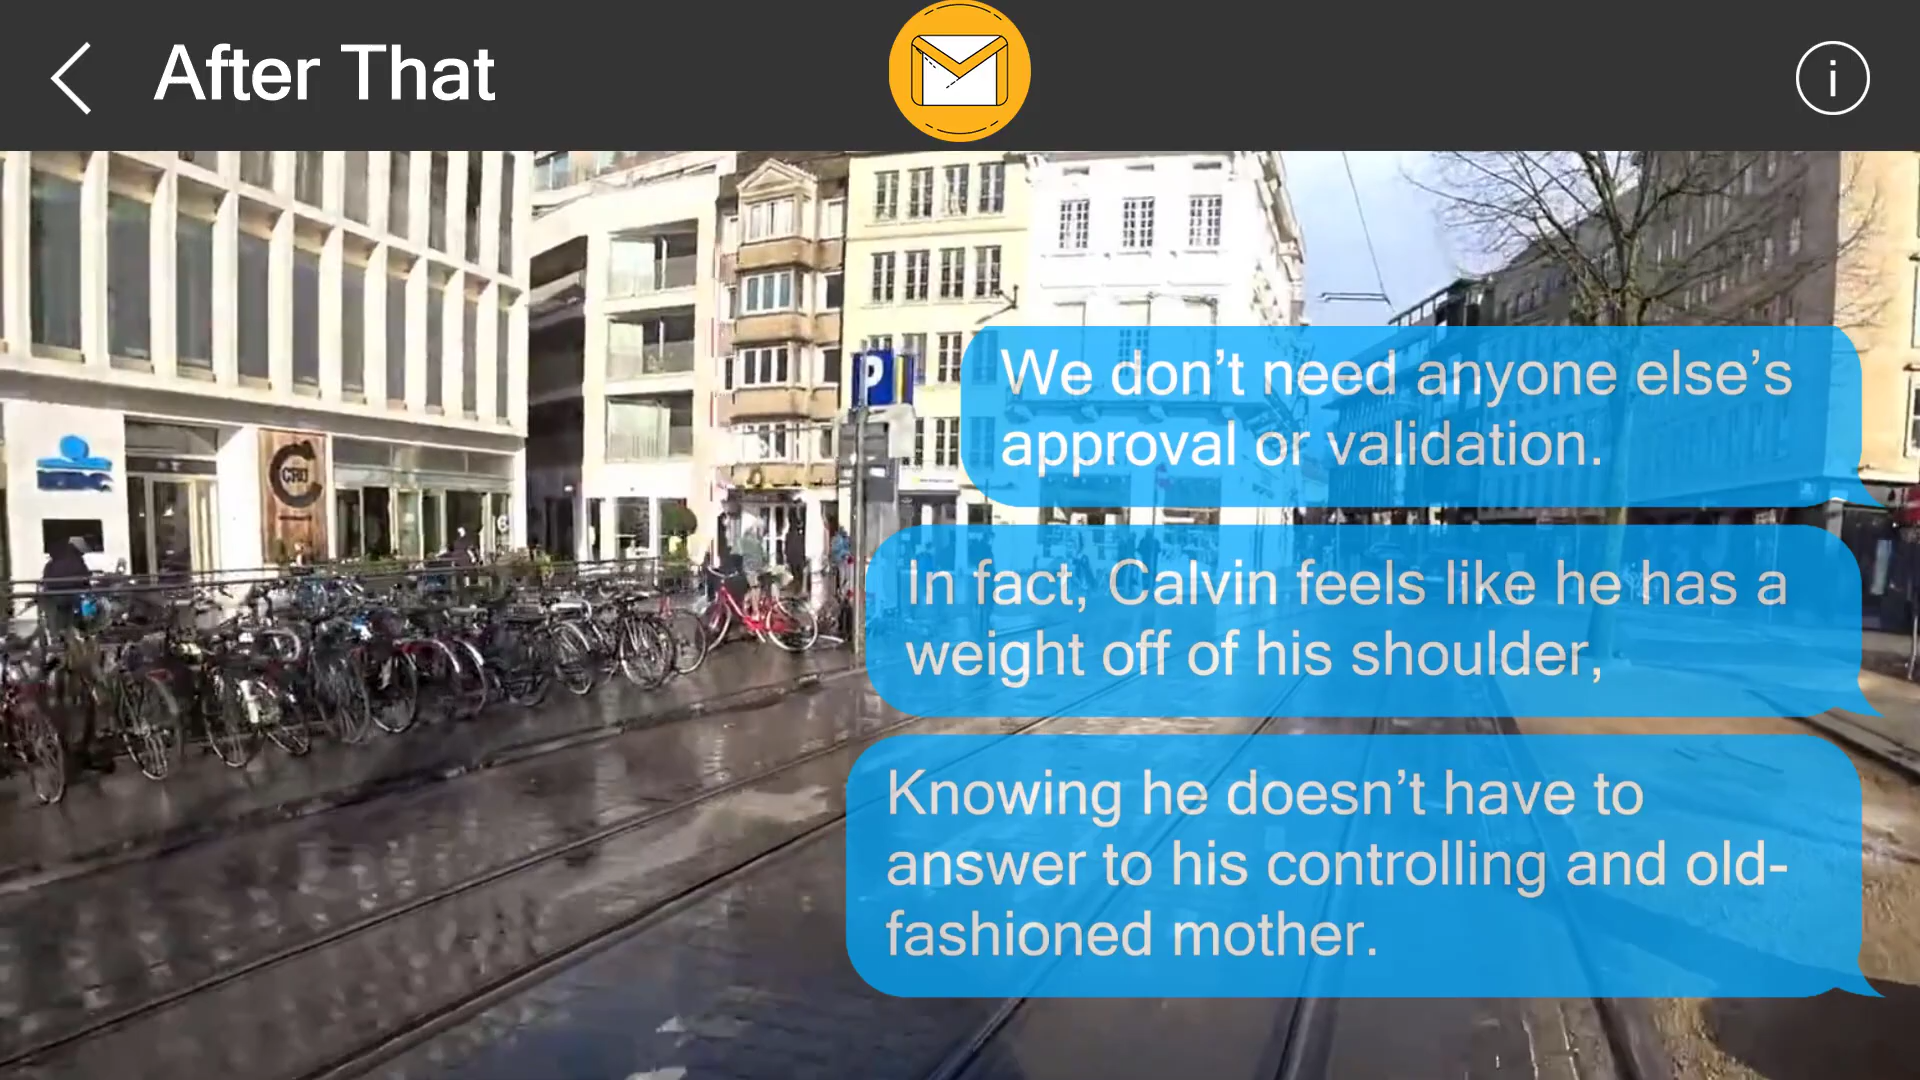 After That
i
P
CRU
We don’t need anyone else’s
approval or validation.
In fact, Calvin feels like he has a
weight off of his shoulder,
Knowing he doesn’t have to
answer to his controlling and old-
fashioned mother.